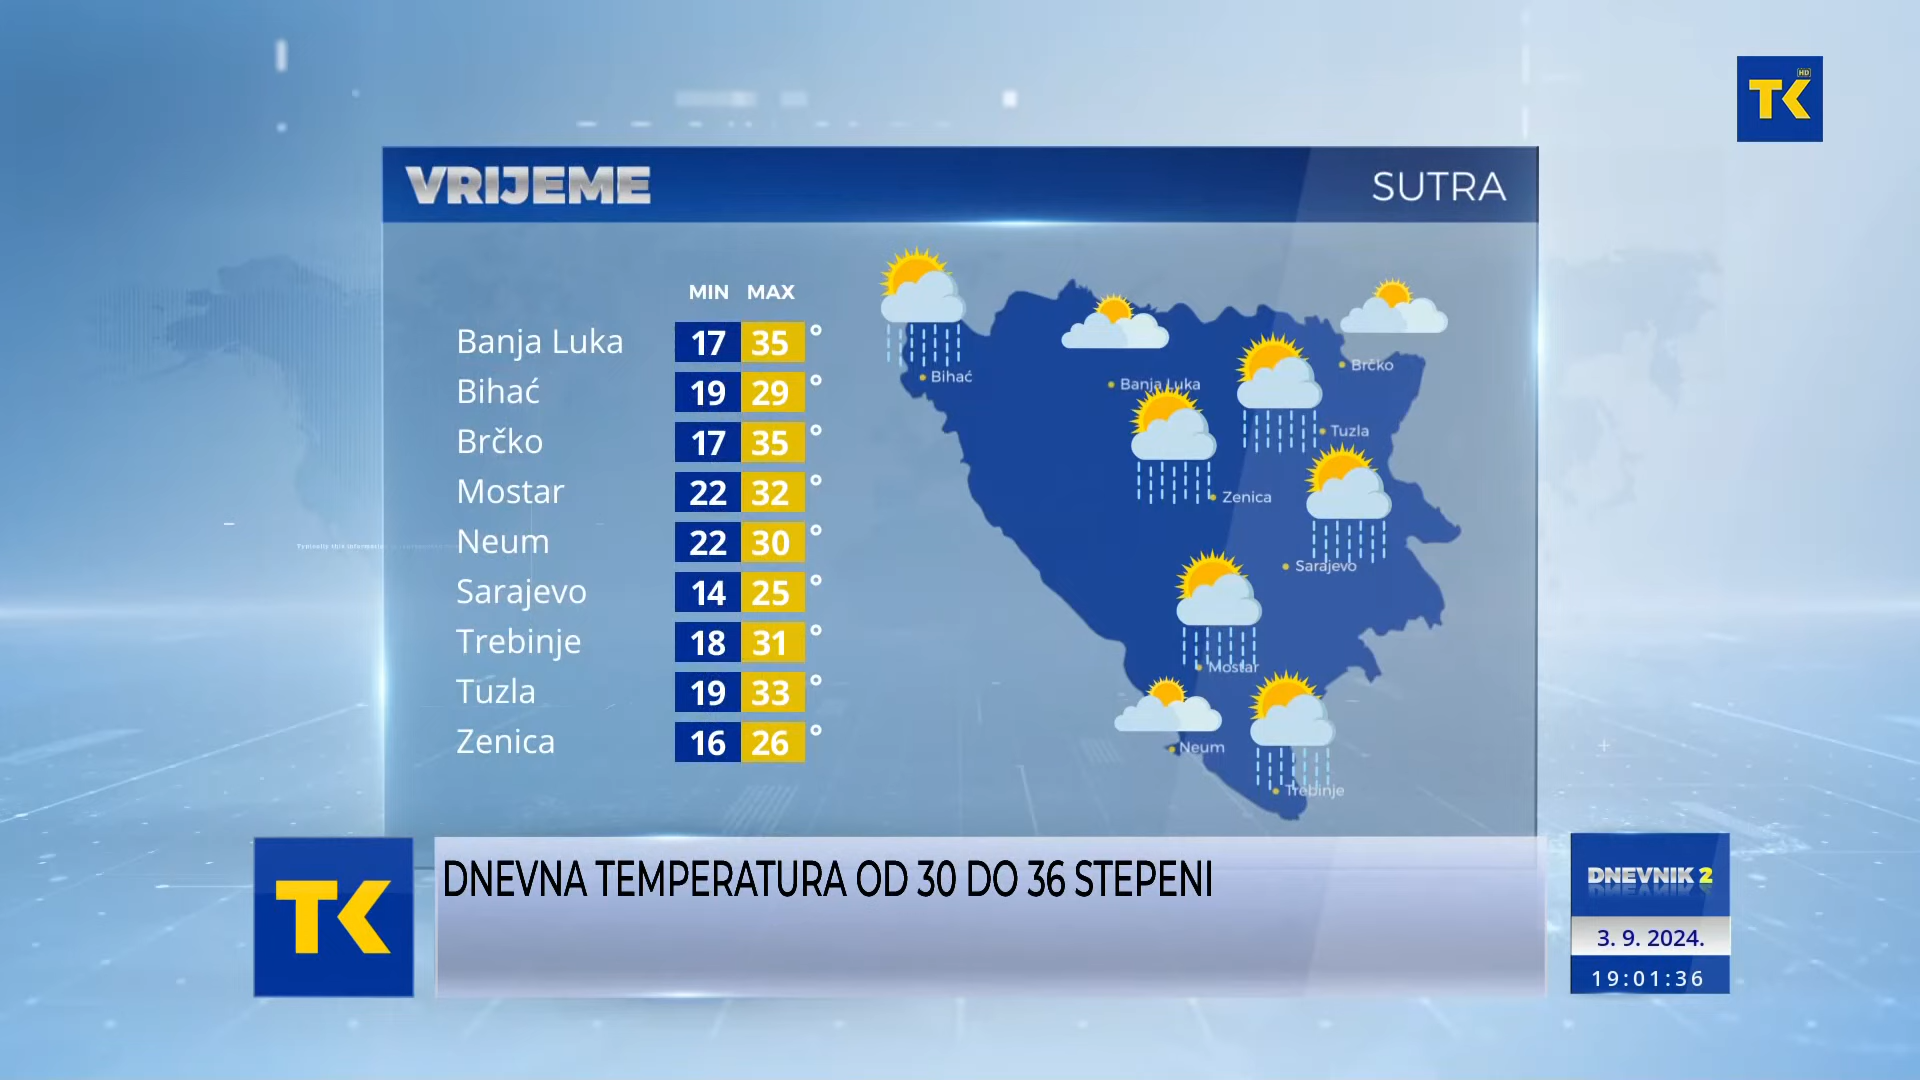 TK HD
VRIJEME
SUTRA
MIN MAX
Banja Luka 17 35 °
Bihać 19 29 °
Brčko 17 35 °
Mostar 22 32 °
Neum 22 30 °
Sarajevo 14 25 °
Trebinje 18 31 °
Tuzla 19 33 °
Zenica 16 26 °
Bihać
Banja Luka
Brčko
Tuzla
Zenica
Sarajevo
Mostar
Neum
Trebinje
TK
DNEVNA TEMPERATURA OD 30 DO 36 STEPENI
DNEVNIK 2
3. 9. 2024.
19:01:36